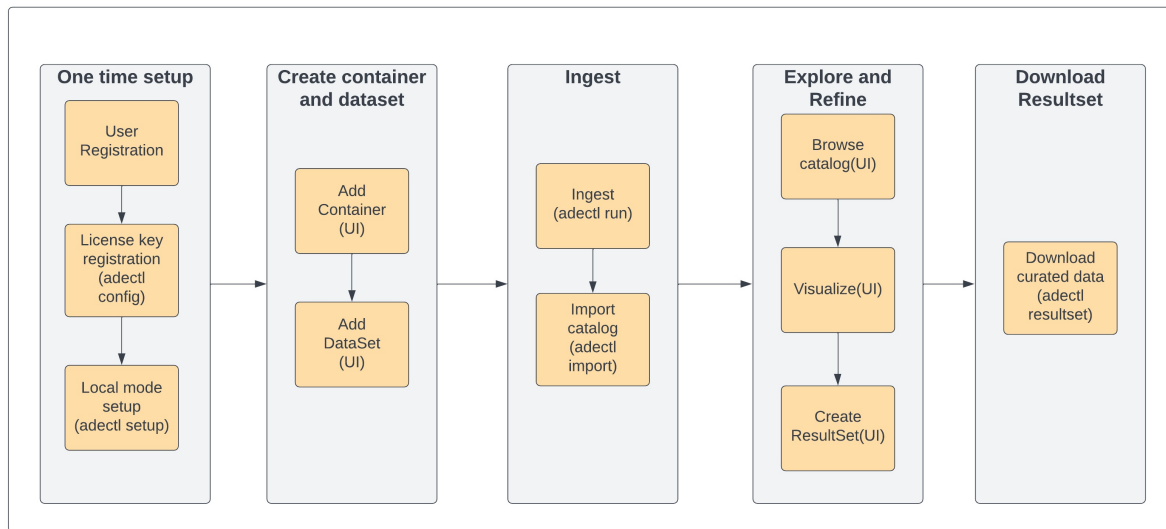 One time setup
User
Registration
License key
registration
(adectl
config)
Local mode
setup
(adectl setup)
Create container
and dataset
Add
Container
(UI)
Add
DataSet
(UI)
Ingest
Ingest
(adectl run)
Import
catalog
(adectl
import)
Explore and
Refine
Browse
catalog(UI)
Visualize(UI)
Create
ResultSet(UI)
Download
Resultset
Download
curated data
(adectl
resultset)